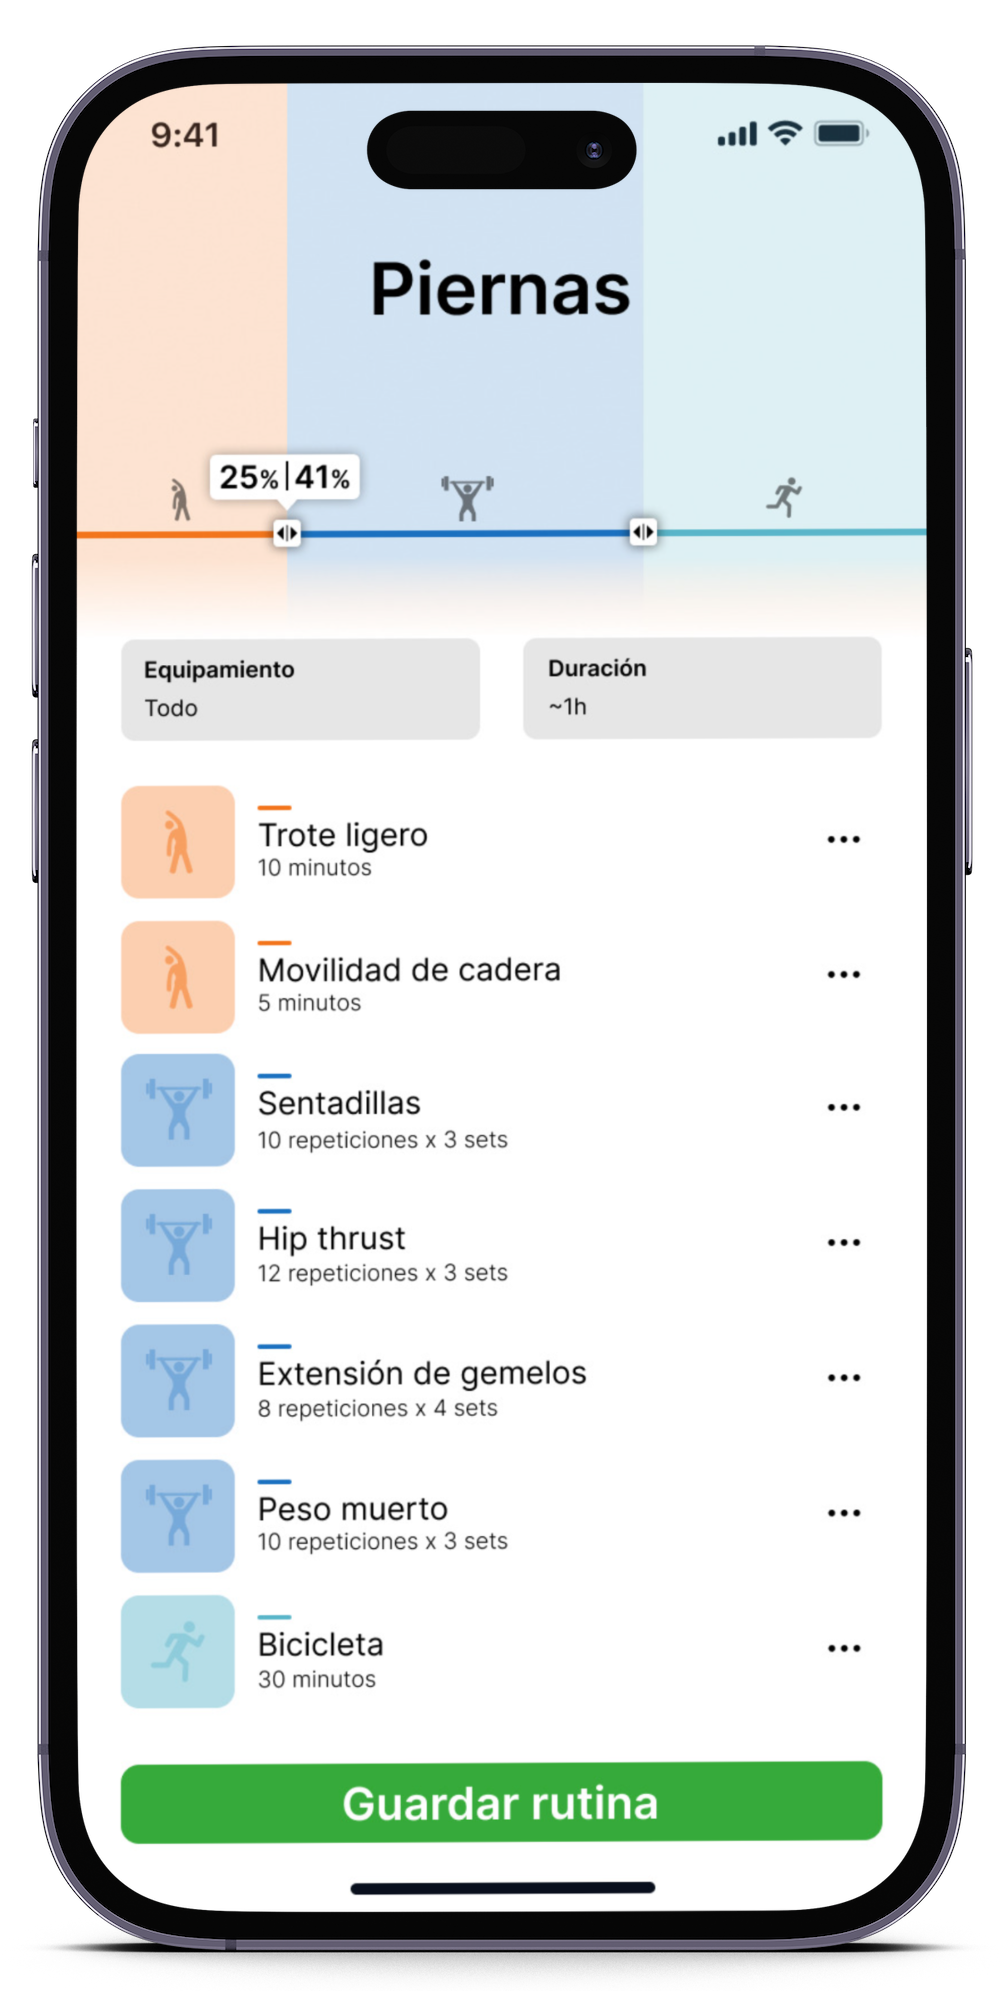 9:41
Piernas
25% | 41%
Equipamiento
Todo
Duración
~1h
Trote ligero
10 minutos
Movilidad de cadera
5 minutos
Sentadillas
10 repeticiones x 3 sets
Hip thrust
12 repeticiones x 3 sets
Extensión de gemelos
8 repeticiones x 4 sets
Peso muerto
10 repeticiones x 3 sets
Bicicleta
30 minutos
Guardar rutina